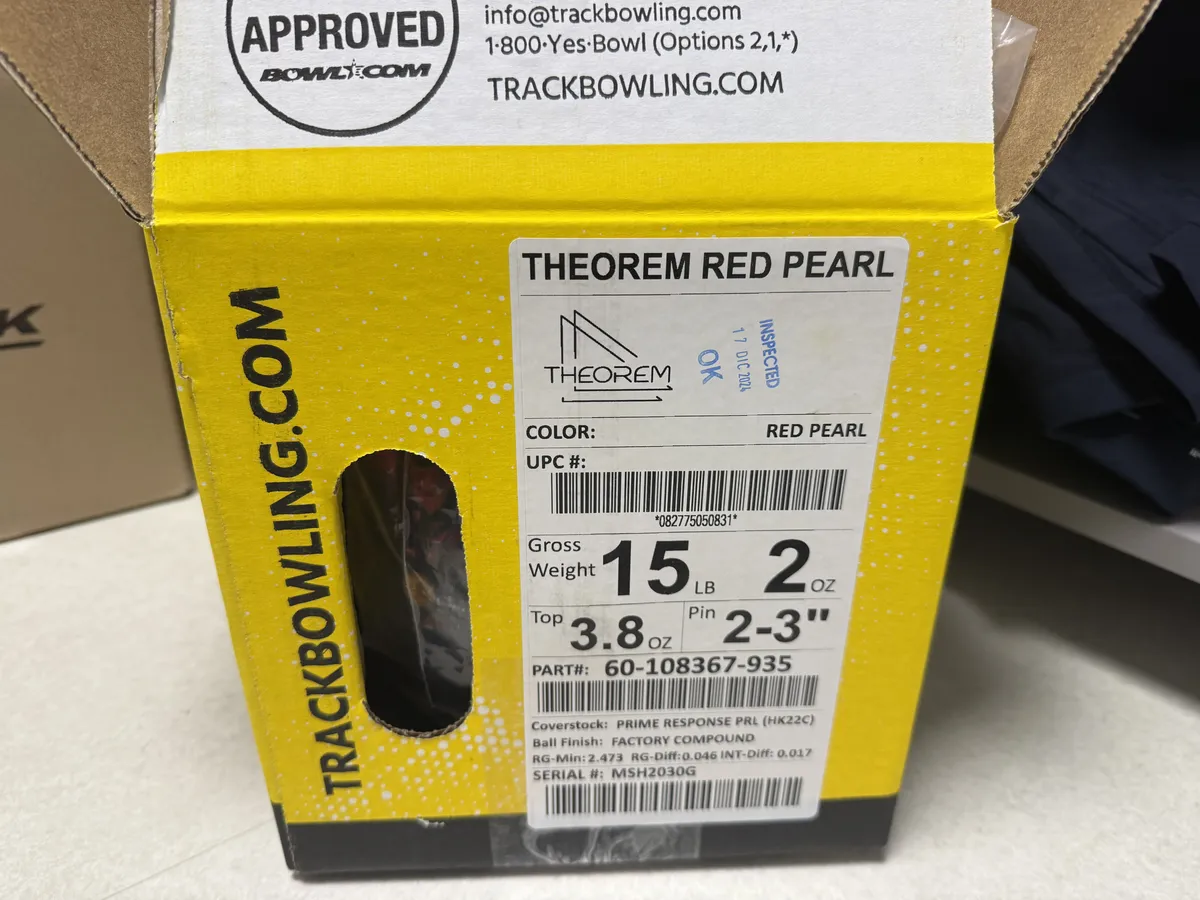 APPROVED
BOWL COM
info@trackbowling.com
1·800·Yes·Bowl (Options 2,1,*)
TRACKBOWLING.COM
TRACKBOWLING.COM
THEOREM RED PEARL
THEOREM
INSPECTED
17 DIC 2024
OK
COLOR: RED PEARL
UPC #:
*082775050831*
Gross Weight 15 LB 2 OZ
Top 3.8 OZ Pin 2-3"
PART#: 60-108367-935
Coverstock: PRIME RESPONSE PRL (HK22C)
Ball Finish: FACTORY COMPOUND
RG-Min: 2.473 RG-Diff:0.046 INT-Diff: 0.017
SERIAL #: MSH2030G